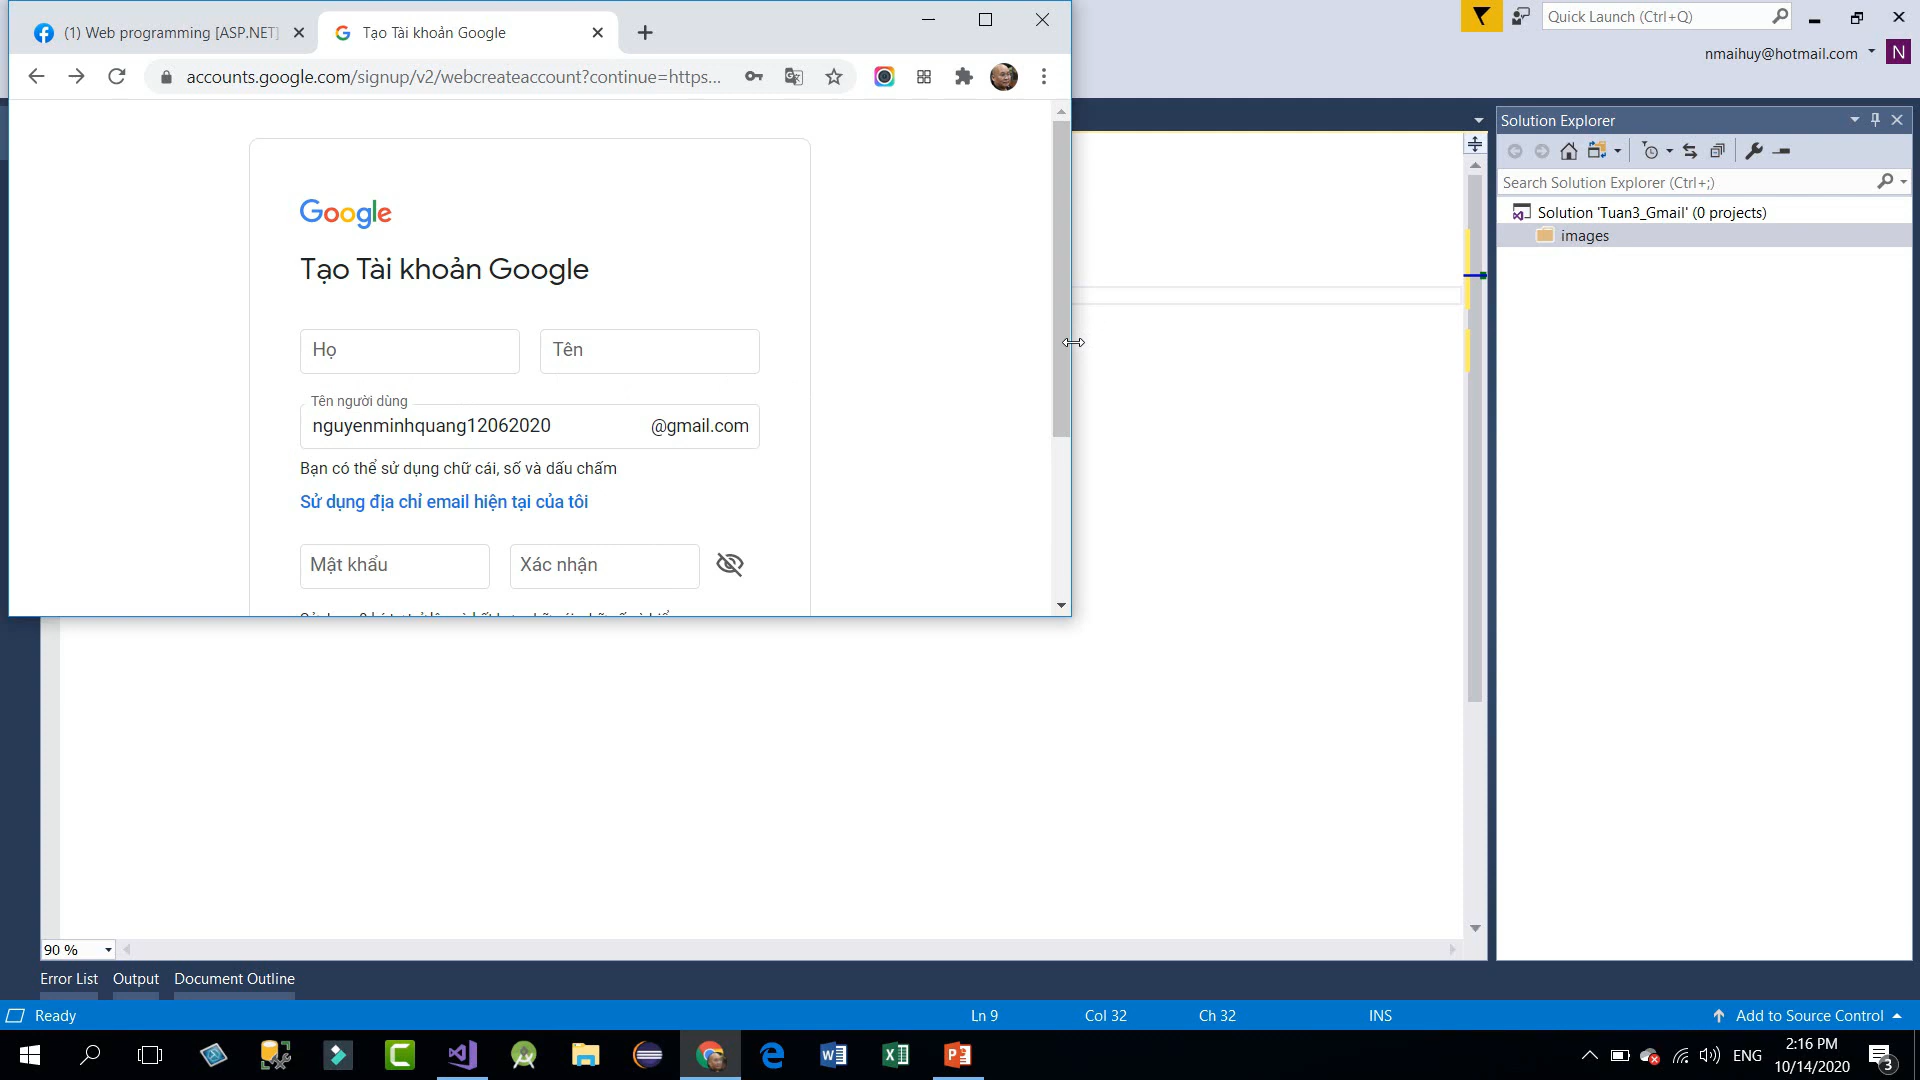 (1) Web programming [ASP.NET]
Tạo Tài khoản Google
Quick Launch (Ctrl+Q)
nmaihuy@hotmail.com
N
accounts.google.com/signup/v2/webcreateaccount?continue=https...
Solution Explorer
Search Solution Explorer (Ctrl+;)
Solution 'Tuan3_Gmail' (0 projects)
images
Google
Tạo Tài khoản Google
Họ
Tên
Tên người dùng
nguyenminhquang12062020
@gmail.com
Bạn có thể sử dụng chữ cái, số và dấu chấm
Sử dụng địa chỉ email hiện tại của tôi
Mật khẩu
Xác nhận
90 %
Error List
Output
Document Outline
Ready
Ln 9
Col 32
Ch 32
INS
Add to Source Control
ENG
2:16 PM
10/14/2020
3